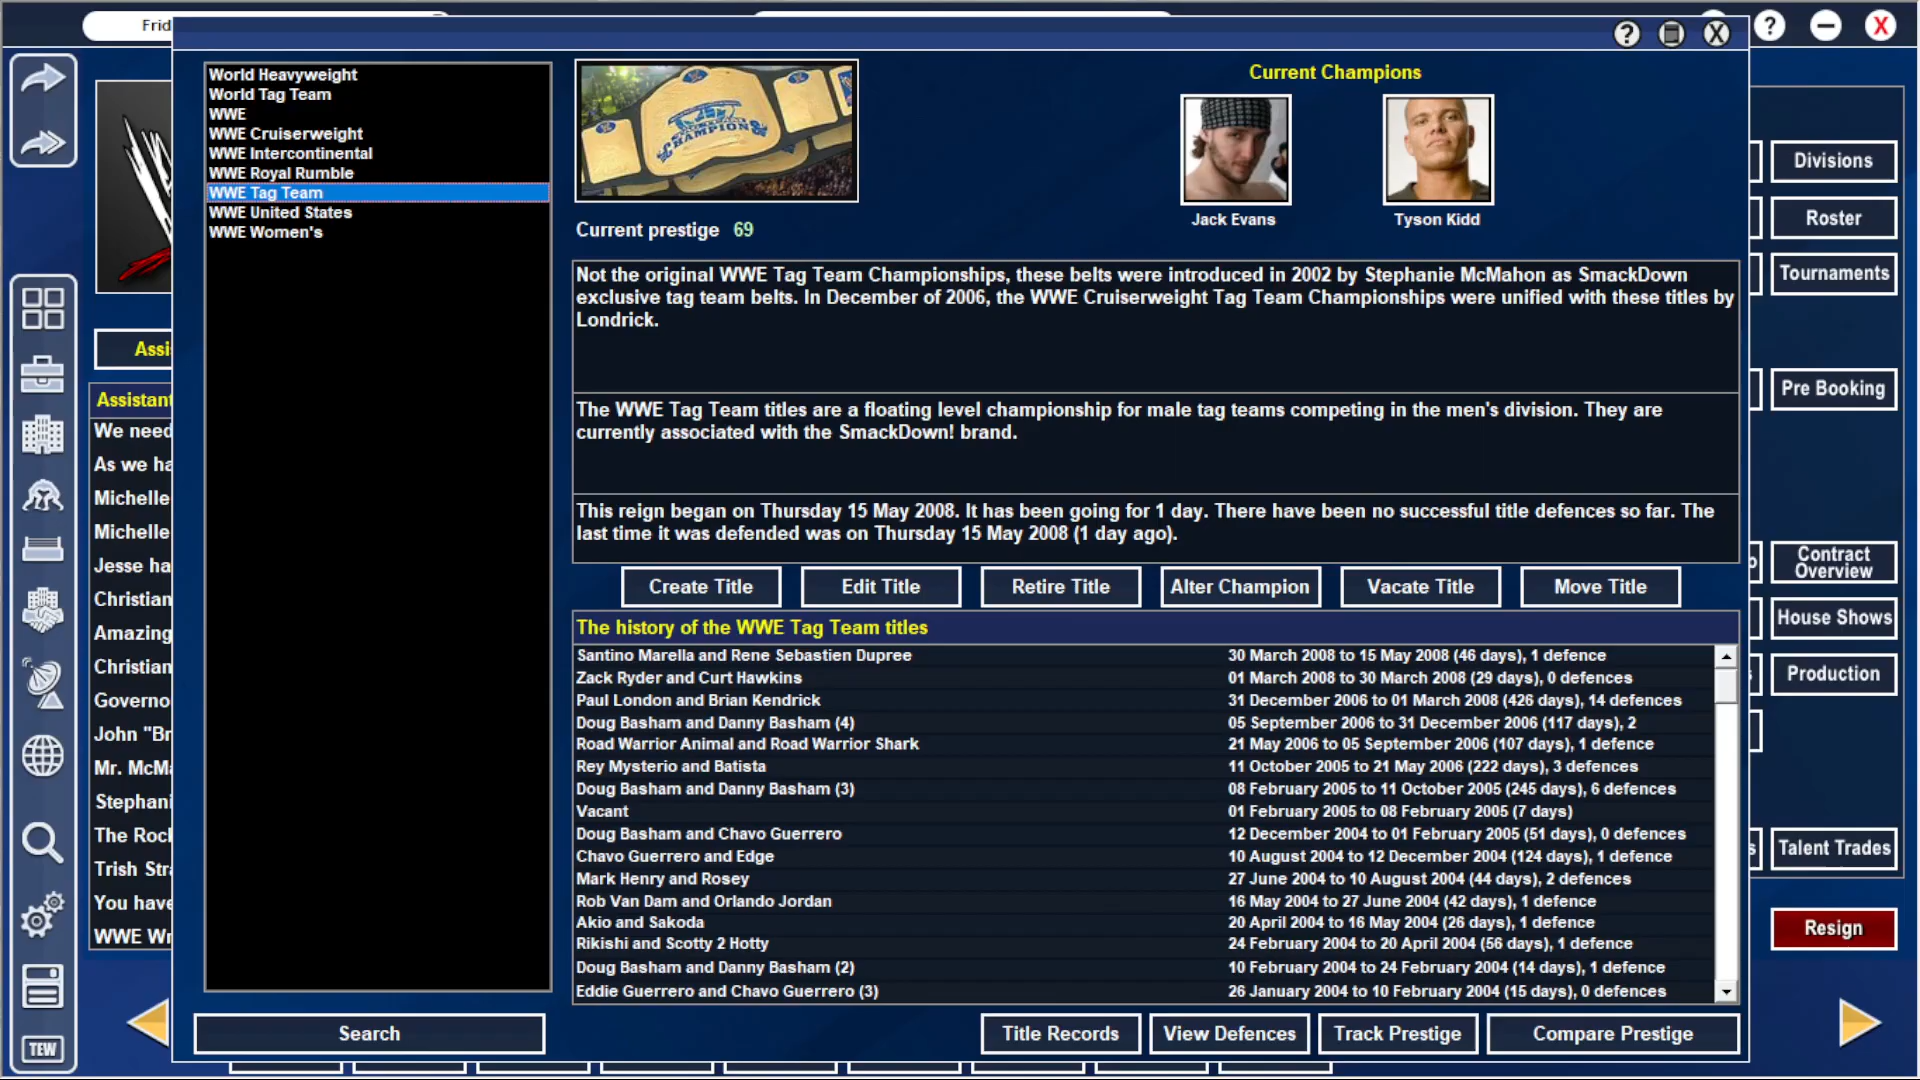 Frid
World Heavyweight
World Tag Team
WWE
WWE Cruiserweight
WWE Intercontinental
WWE Royal Rumble
WWE Tag Team
WWE United States
WWE Women's
Search
CHAMPIONS
Current prestige 69
Current Champions
Jack Evans
Tyson Kidd
Not the original WWE Tag Team Championships, these belts were introduced in 2002 by Stephanie McMahon as SmackDown
exclusive tag team belts. In December of 2006, the WWE Cruiserweight Tag Team Championships were unified with these titles by
Londrick.
The WWE Tag Team titles are a floating level championship for male tag teams competing in the men's division. They are
currently associated with the SmackDown! brand.
This reign began on Thursday 15 May 2008. It has been going for 1 day. There have been no successful title defences so far. The
last time it was defended was on Thursday 15 May 2008 (1 day ago).
Create Title
Edit Title
Retire Title
Alter Champion
Vacate Title
Move Title
The history of the WWE Tag Team titles
Santino Marella and Rene Sebastien Dupree 30 March 2008 to 15 May 2008 (46 days), 1 defence
Zack Ryder and Curt Hawkins 01 March 2008 to 30 March 2008 (29 days), 0 defences
Paul London and Brian Kendrick 31 December 2006 to 01 March 2008 (426 days), 14 defences
Doug Basham and Danny Basham (4) 05 September 2006 to 31 December 2006 (117 days), 2
Road Warrior Animal and Road Warrior Shark 21 May 2006 to 05 September 2006 (107 days), 1 defence
Rey Mysterio and Batista 11 October 2005 to 21 May 2006 (222 days), 3 defences
Doug Basham and Danny Basham (3) 08 February 2005 to 11 October 2005 (245 days), 6 defences
Vacant 01 February 2005 to 08 February 2005 (7 days)
Doug Basham and Chavo Guerrero 12 December 2004 to 01 February 2005 (51 days), 0 defences
Chavo Guerrero and Edge 10 August 2004 to 12 December 2004 (124 days), 1 defence
Mark Henry and Rosey 27 June 2004 to 10 August 2004 (44 days), 2 defences
Rob Van Dam and Orlando Jordan 16 May 2004 to 27 June 2004 (42 days), 1 defence
Akio and Sakoda 20 April 2004 to 16 May 2004 (26 days), 1 defence
Rikishi and Scotty 2 Hotty 24 February 2004 to 20 April 2004 (56 days), 1 defence
Doug Basham and Danny Basham (2) 10 February 2004 to 24 February 2004 (14 days), 1 defence
Eddie Guerrero and Chavo Guerrero (3) 26 January 2004 to 10 February 2004 (15 days), 0 defences
Title Records
View Defences
Track Prestige
Compare Prestige
Assi
Assistant
We need
As we ha
Michelle
Michelle
Jesse ha
Christian
Amazing
Christian
Governo
John "Br
Mr. McMa
Stephani
The Rock
Trish Str
You have
WWE Wr
TEW
Divisions
Roster
Tournaments
Pre Booking
Contract
Overview
House Shows
Production
Talent Trades
Resign